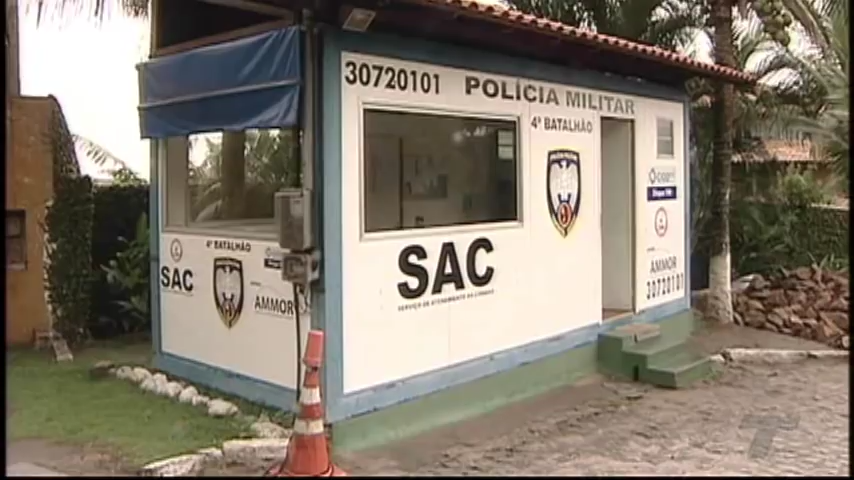 30720101 POLÍCIA MILITAR
4º BATALHÃO
SAC
SERVIÇO DE ATENDIMENTO AO CIDADÃO
AMMOR
30720101
4º BATALHÃO
SAC
AMMOR